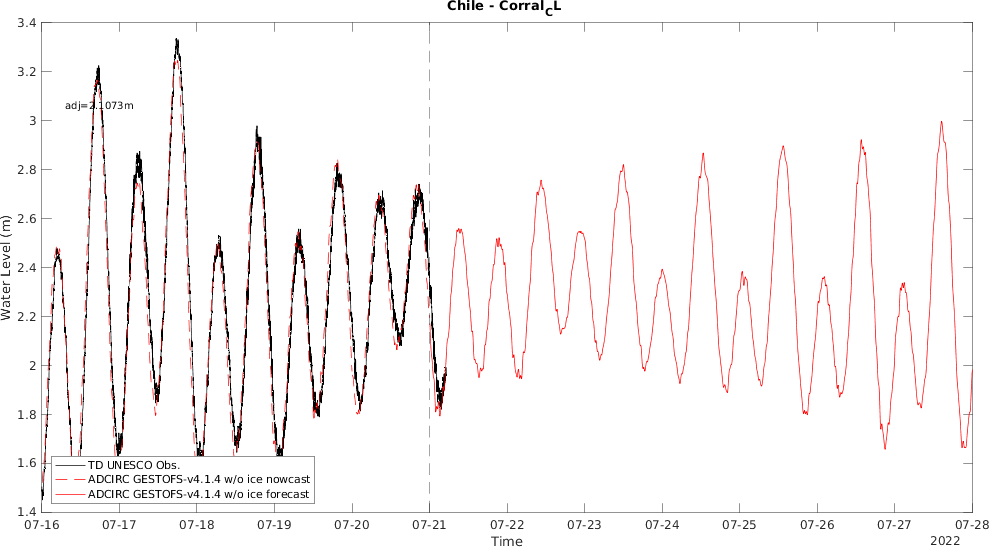 Chile - Corral_CL
3.4
3.2
3
2.8
2.6
2.4
2.2
2
1.8
1.6
1.4
Water Level (m)
adj=2.1073m
TD UNESCO Obs.
ADCIRC GESTOFS-v4.1.4 w/o ice nowcast
ADCIRC GESTOFS-v4.1.4 w/o ice forecast
07-16 07-17 07-18 07-19 07-20 07-21 07-22 07-23 07-24 07-25 07-26 07-27 07-28
Time
2022